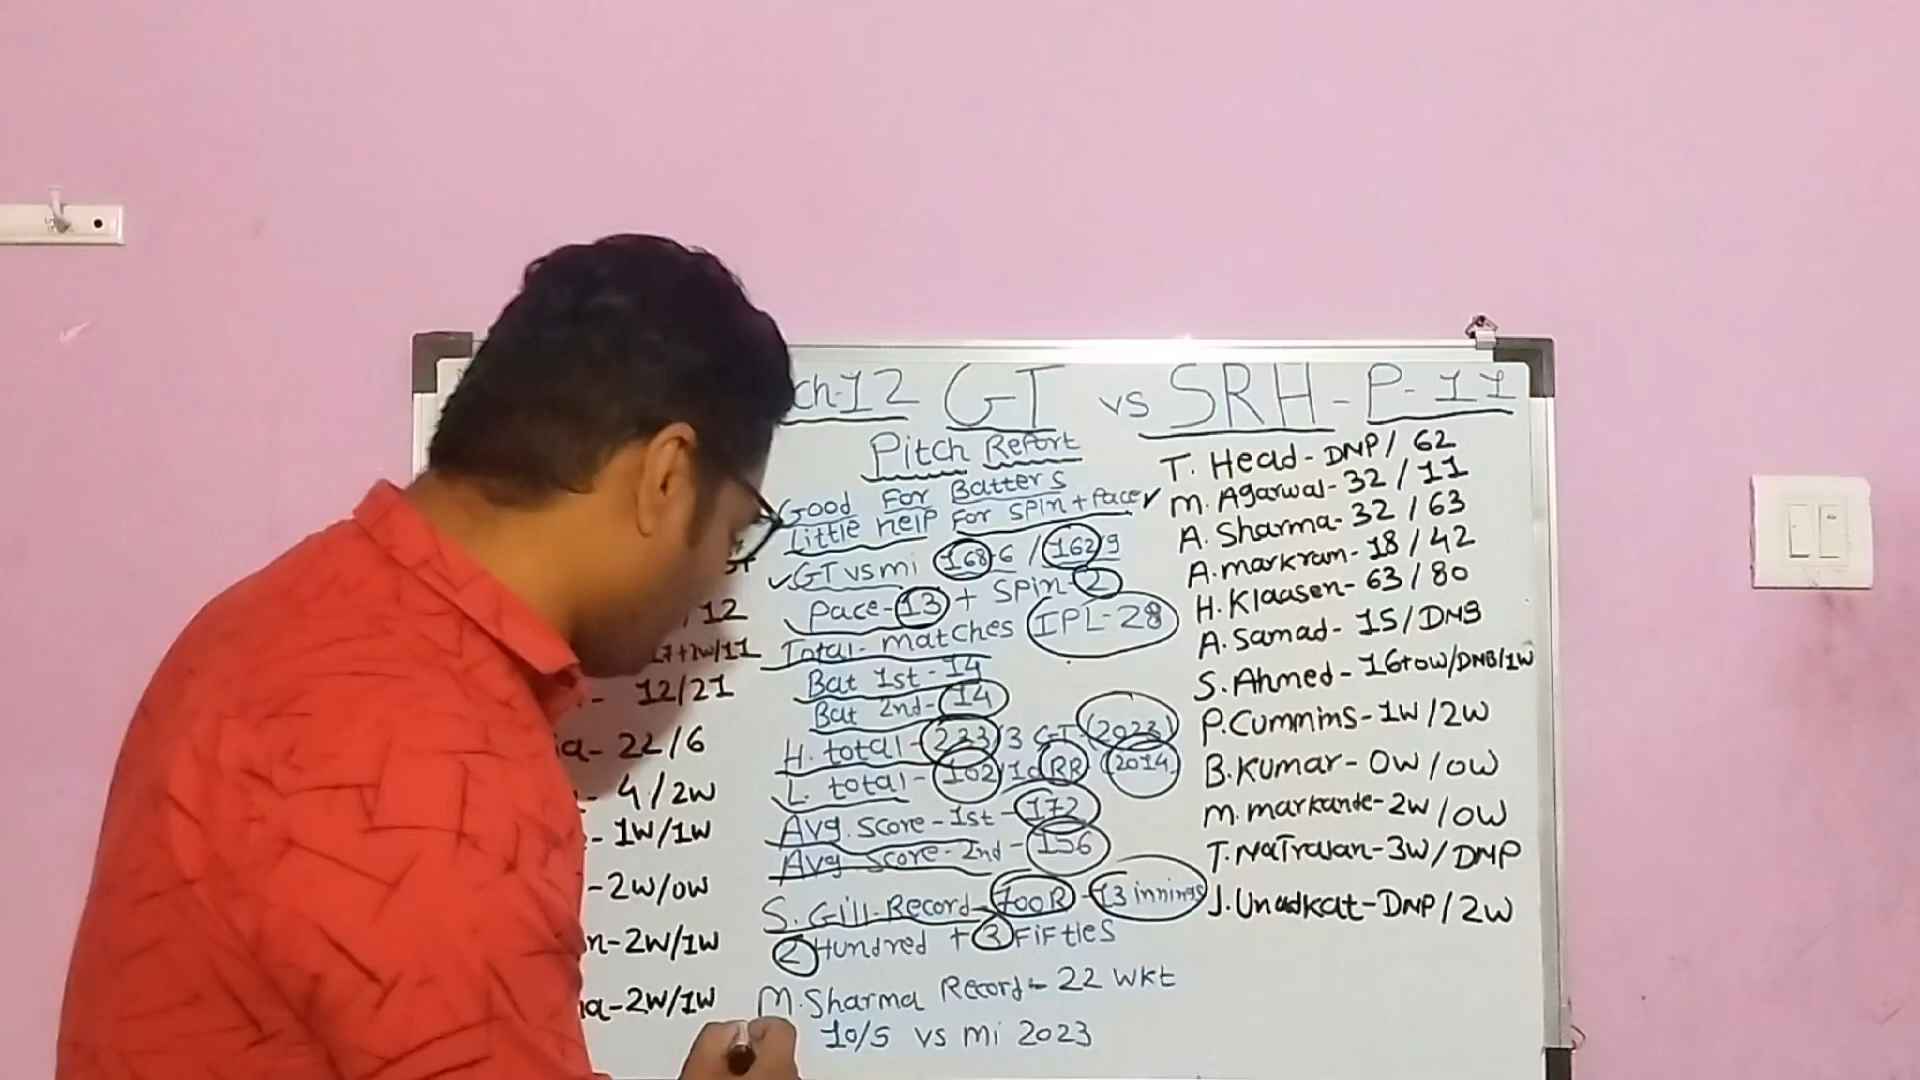 ch-12 GT vs SRH - P-11
Pitch Report
Good For Batters
Little help For spin + Pace ✓
✓ GT vs mi 168-6 / 162/9
Pace-13 + spin-2
Total-matches IPL-28
Bat 1st-14
Bat 2nd-14
H. total-223/3 GT (2023)
L. total-102/10 RR (2014)
Avg. Score-1st-172
Avg Score-2nd-156
S. Gill-Record-700R-13 innings
2 Hundred + 3 Fifties
M. Sharma Record-22 wkt
10/5 vs mi 2023
T. Head-DNP/62
M. Agarwal-32/11
A. Sharma-32/63
A. markram-18/42
H. Klaasen-63/80
A. Samad-15/DNB
S. Ahmed-16+0W/DNB/1W
P. Cummins-1W/2W
B. Kumar-0W/0W
M. markande-2W/0W
T. NaTrajan-3W/DNP
J. Unadkat-DNP/2W
/12
17+2W/11
- 12/21
ia- 22/6
- 4/2W
- 1W/1W
-2W/0W
n-2W/1W
a-2W/1W